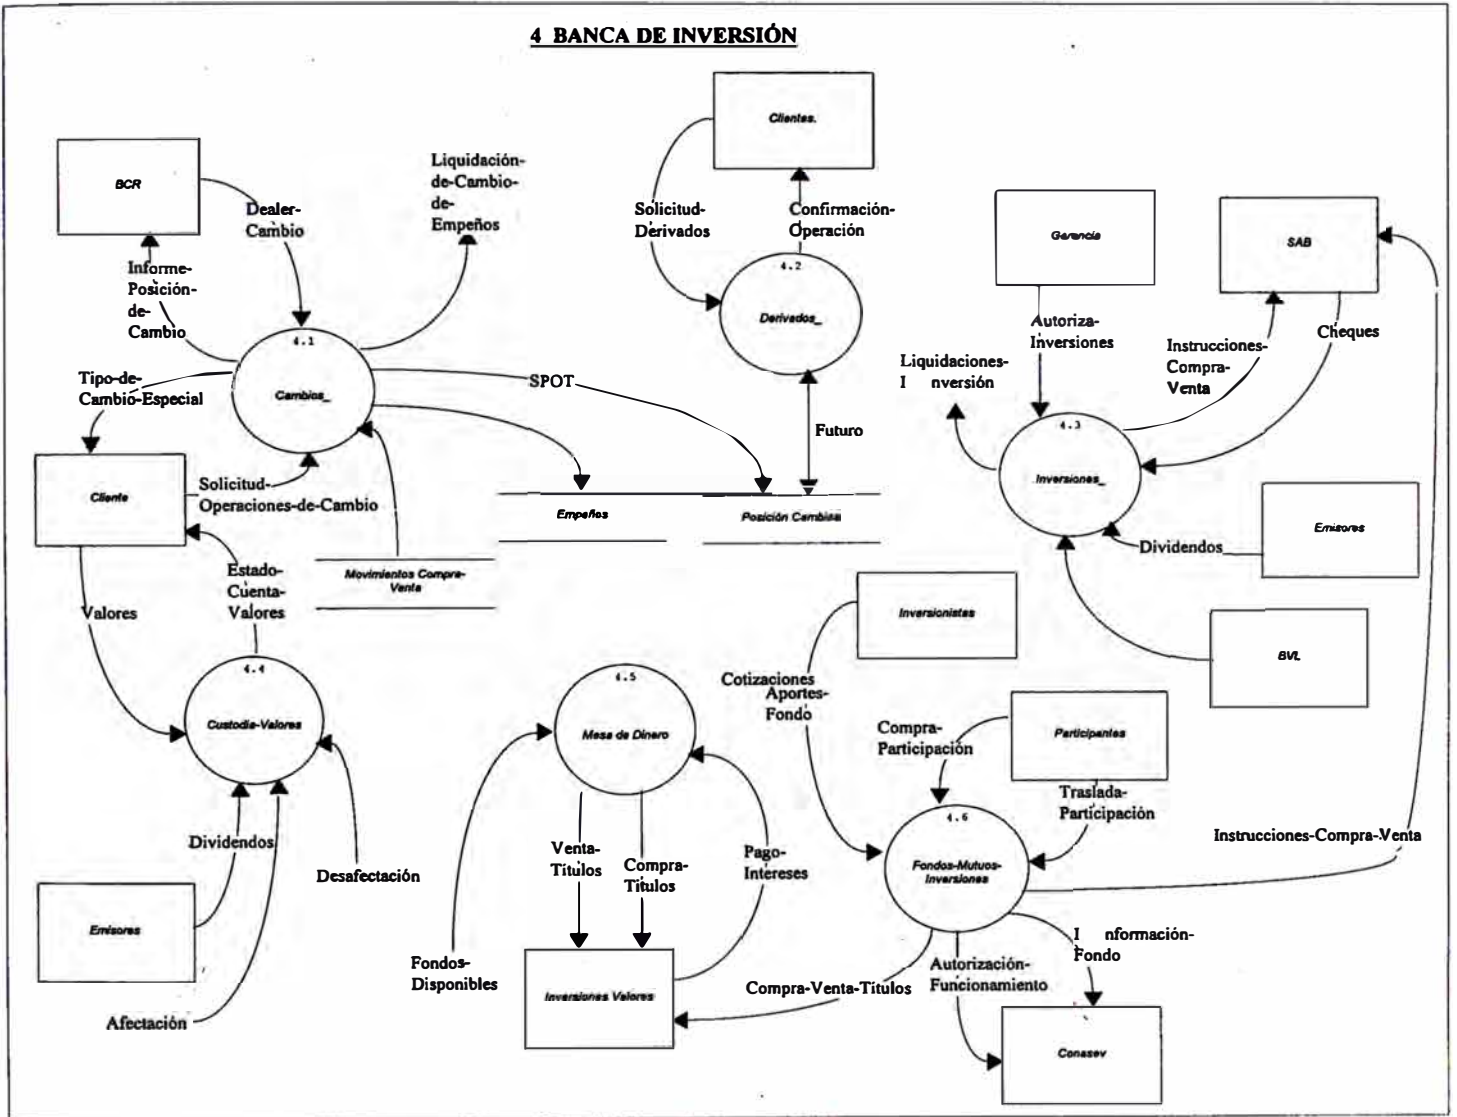 4 BANCA DE INVERSIÓN
Clientes.
BCR
Liquidación-
de-Cambio-
de-
Empeños
Dealer-
Cambio
Solicitud-
Derivados
Confirmación-
Operación
Gerencia
SAB
Informe-
Posición-
de-
Cambio
4.2
Derivados_
4.1
Cambios_
Autoriza-
Inversiones
Instrucciones-
Compra-
Venta
Cheques
Liquidaciones-
I nversión
Tipo-de-
Cambio-Especial
SPOT
Futuro
4.3
Inversiones_
Cliente
Solicitud-
Operaciones-de-Cambio
Empeños
Posición Cambiaria
Emisores
Dividendos
Movimientos Compra-
Venta
Estado-
Cuenta-
Valores
Valores
Inversionistas
BVL
4.4
Custodia-Valores
4.5
Mesa de Dinero
Cotizaciones
Aportes-
Fondo
Compra-
Participación
Participantes
Traslada-
Participación
4.6
Fondos-Mutuos-
Inversiones
Instrucciones-Compra-Venta
Dividendos
Desafectación
Venta-
Títulos
Compra-
Títulos
Pago-
Intereses
Emisores
Fondos-
Disponibles
Inversiones Valores
Compra-Venta-Títulos
Autorización-
Funcionamiento
I nformación-
Fondo
Afectación
Conasev